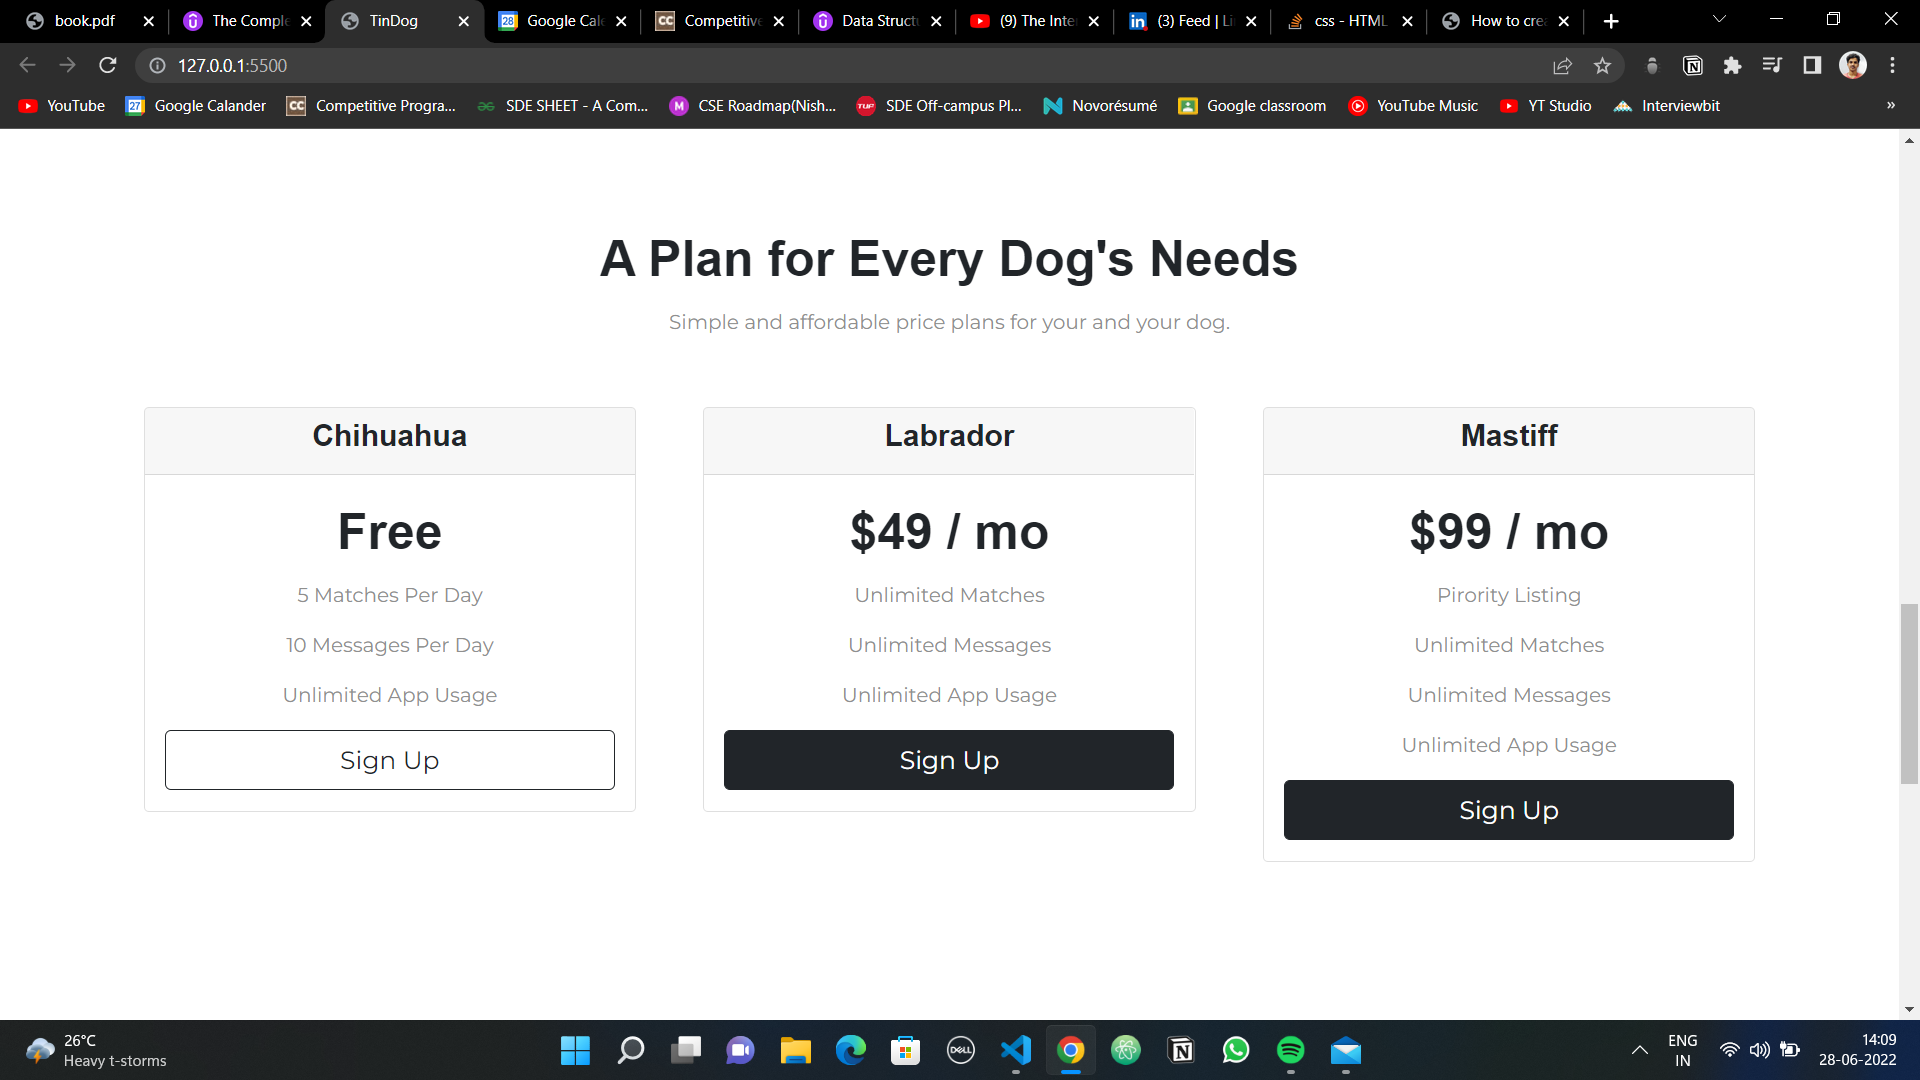 book.pdf The Comple TinDog Google Cale Competitive Data Struct (9) The Inte (3) Feed | Li css - HTML How to crea
127.0.0.1:5500
YouTube Google Calander Competitive Progra... SDE SHEET - A Com... CSE Roadmap(Nish... SDE Off-campus Pl... Novorésumé Google classroom YouTube Music YT Studio Interviewbit »
A Plan for Every Dog's Needs
Simple and affordable price plans for your and your dog.
Chihuahua
Free
5 Matches Per Day
10 Messages Per Day
Unlimited App Usage
Sign Up
Labrador
$49 / mo
Unlimited Matches
Unlimited Messages
Unlimited App Usage
Sign Up
Mastiff
$99 / mo
Pirority Listing
Unlimited Matches
Unlimited Messages
Unlimited App Usage
Sign Up
26°C
Heavy t-storms
ENG
IN
14:09
28-06-2022